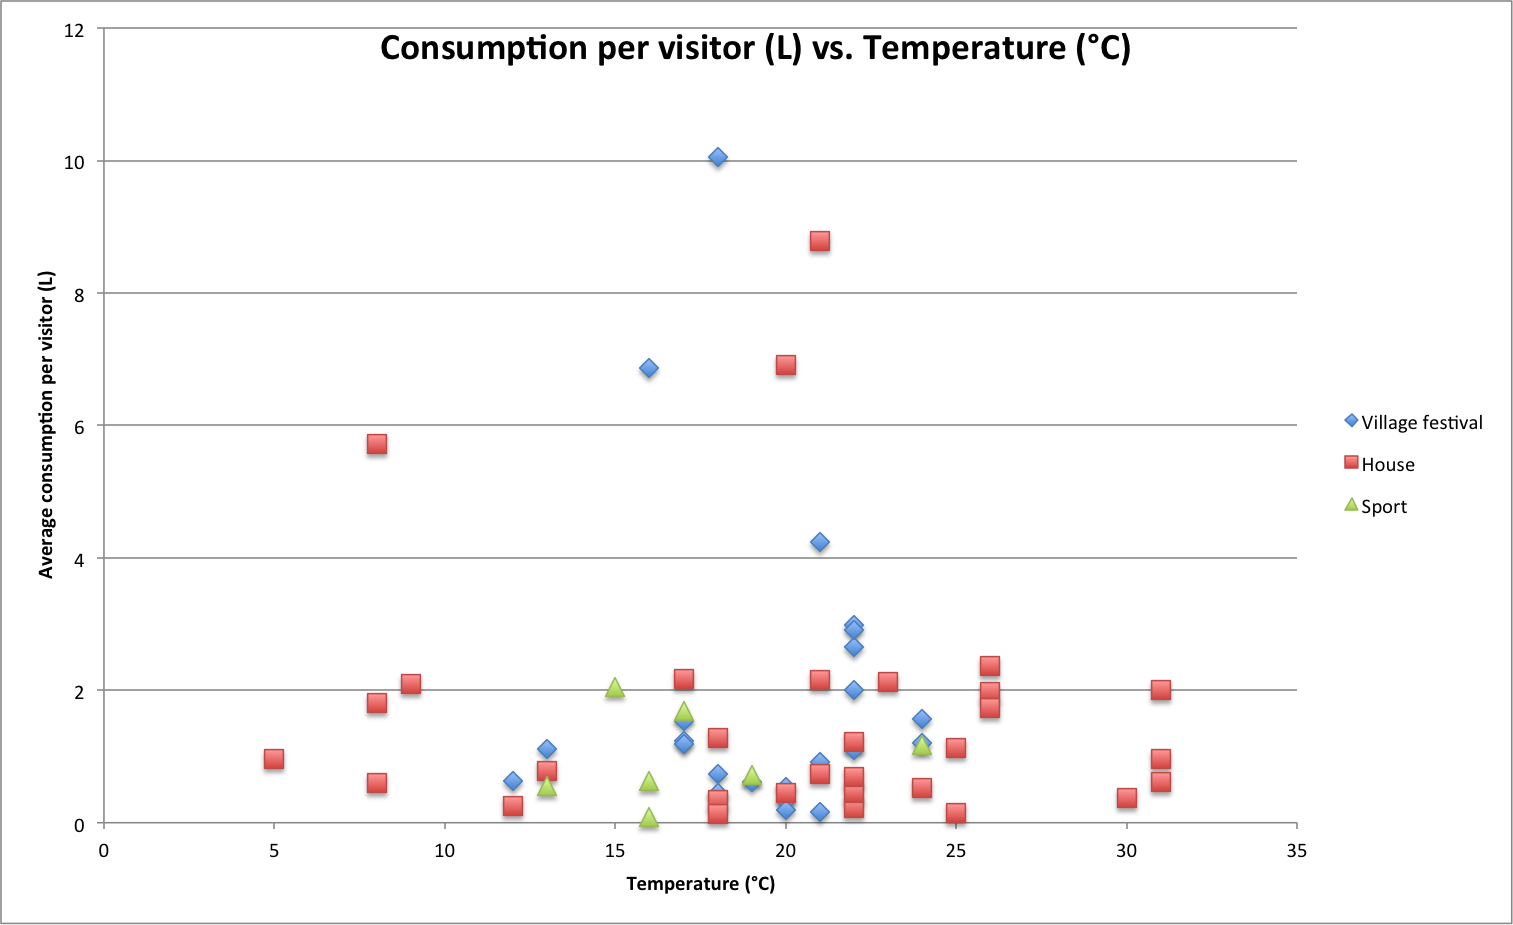 Consumption per visitor (L) vs. Temperature (°C)
12
10
8
6
4
2
0
Average consumption per visitor (L)
0 5 10 15 20 25 30 35
Temperature (°C)
Village festival
House
Sport